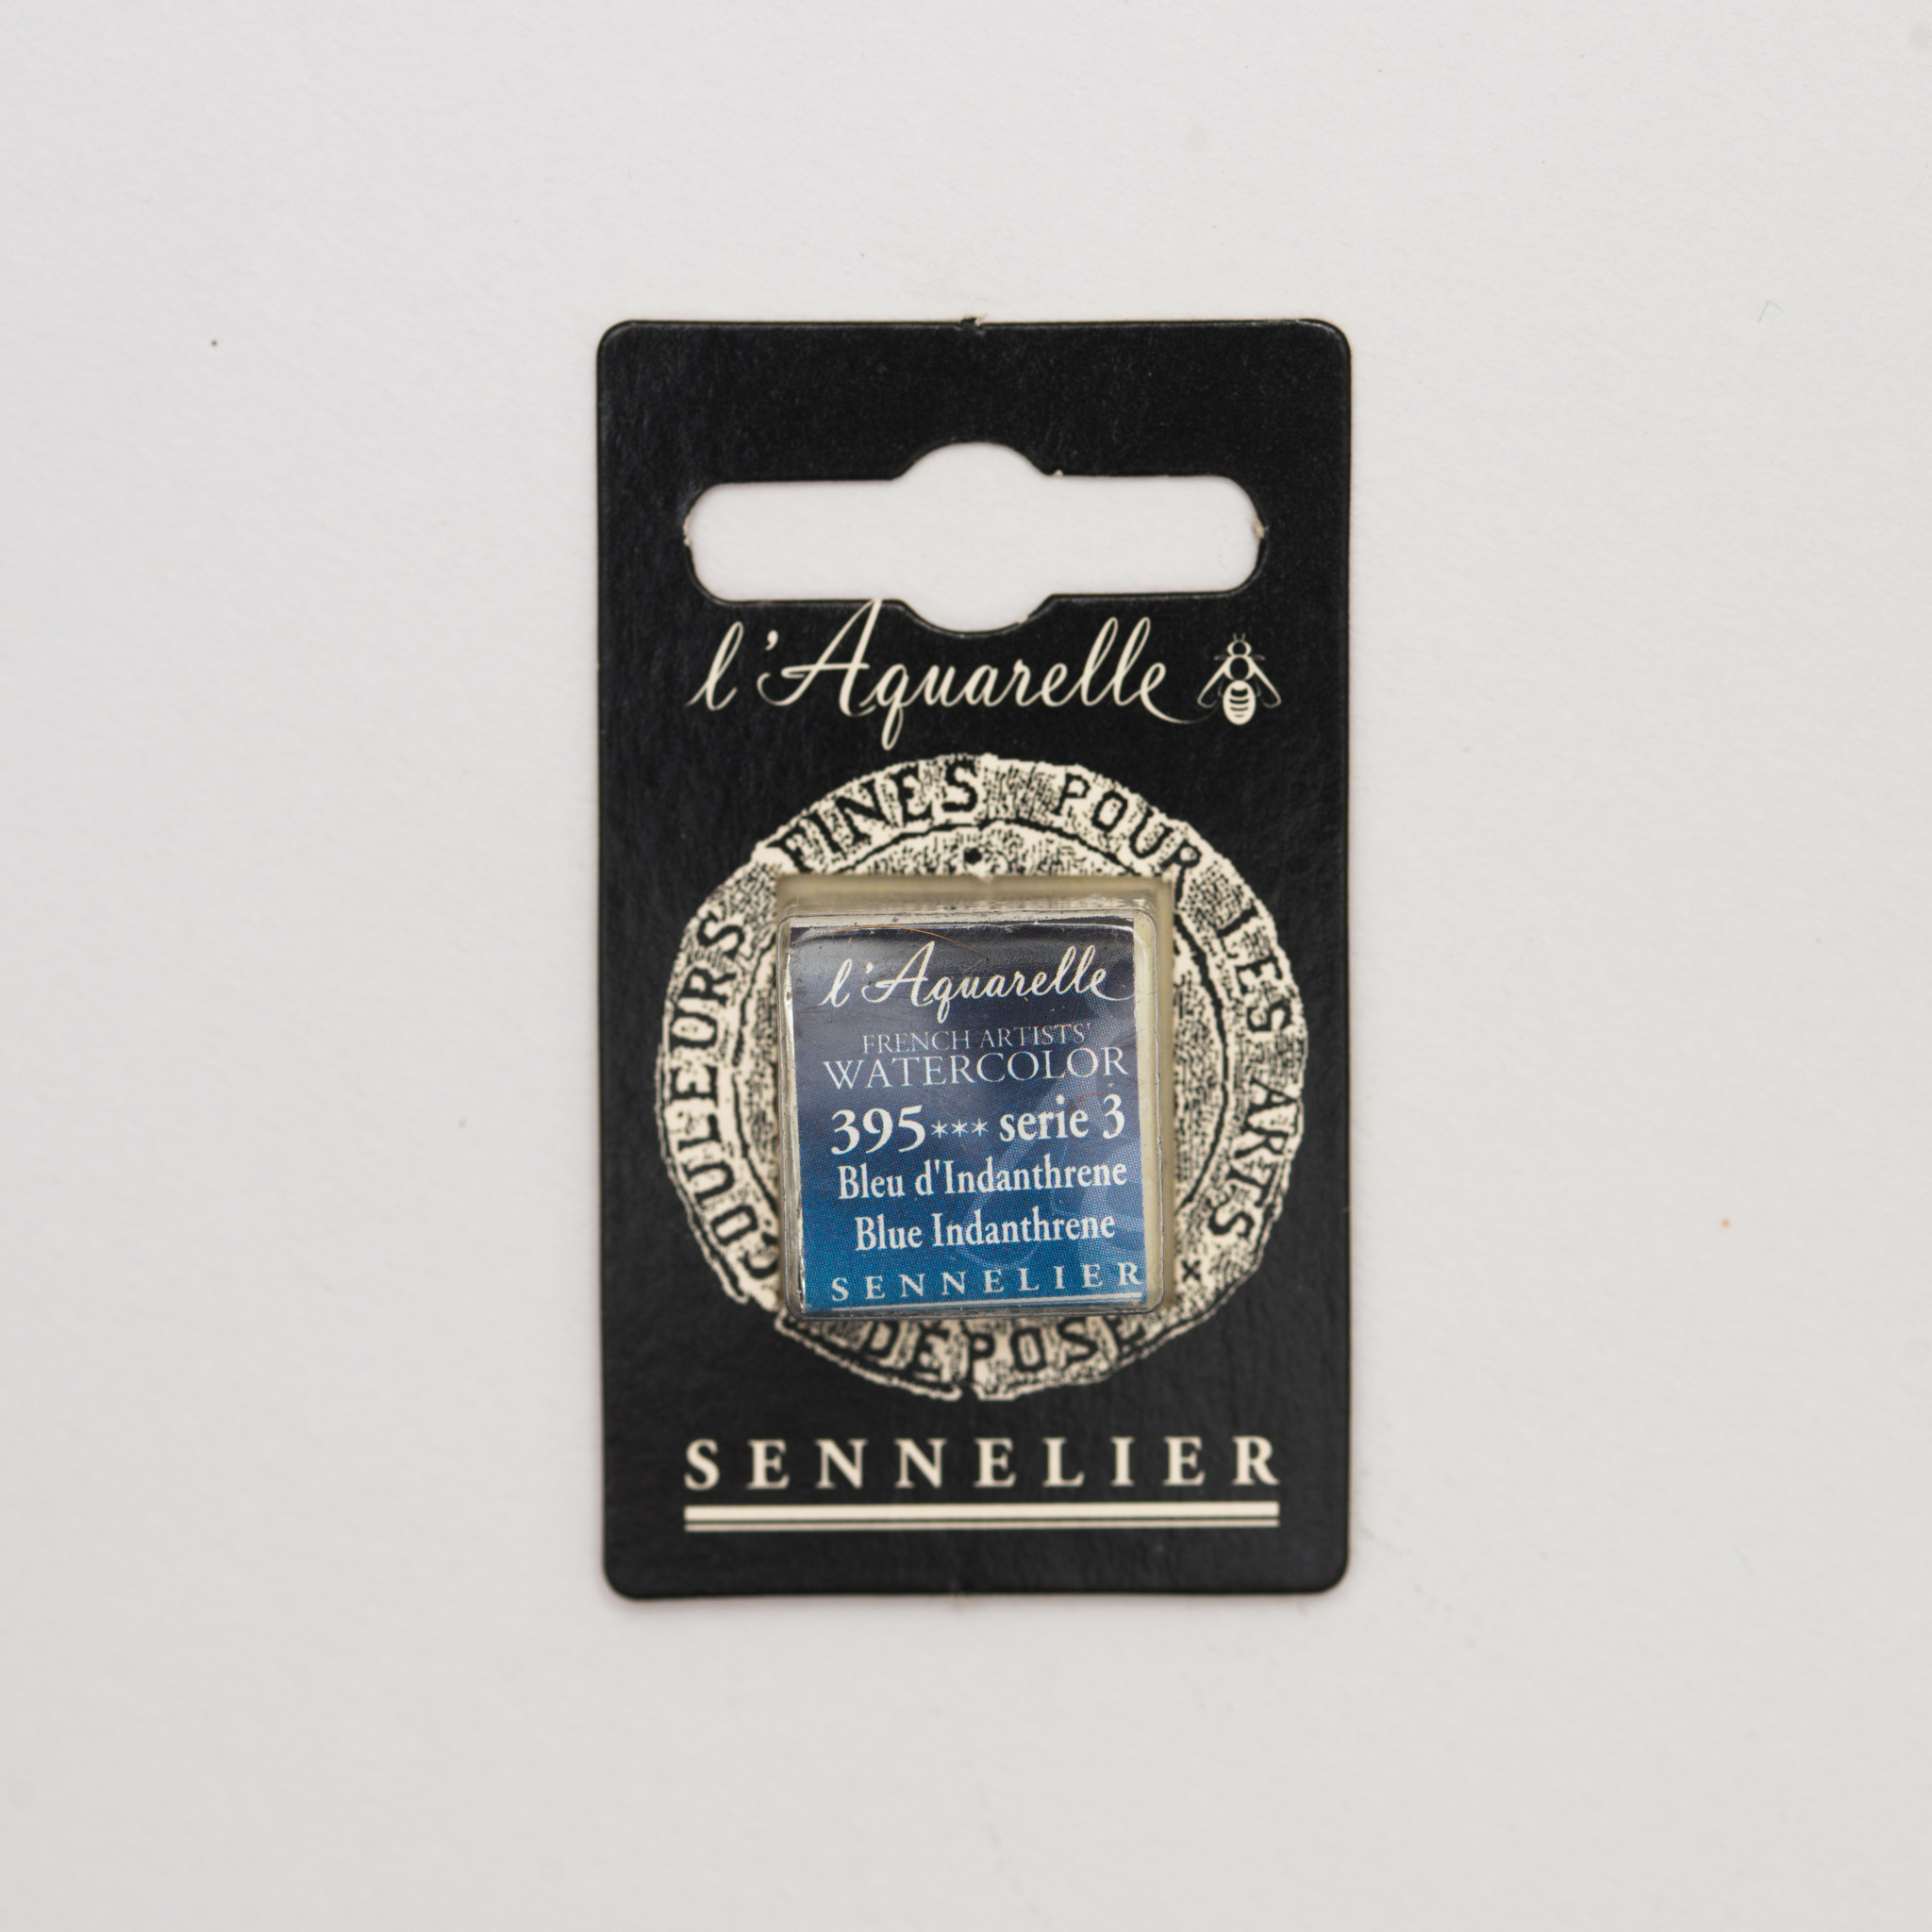 l'Aquarelle
COULEURS FINES POUR LES ARTS
l'Aquarelle
FRENCH ARTISTS'
WATERCOLOR
395*** serie 3
Bleu d'Indanthrene
Blue Indanthrene
SENNELIER
DÉPOSÉ
SENNELIER